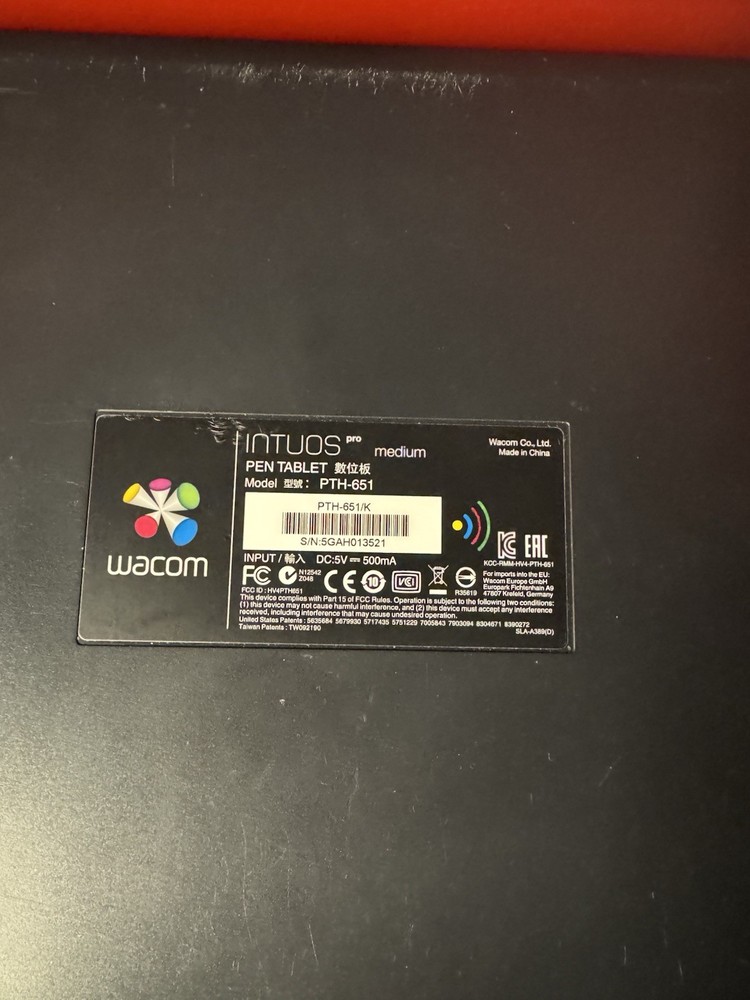 INTUOS pro medium
Wacom Co., Ltd.
Made in China
PEN TABLET 數位板
Model 型號： PTH-651
PTH-651/K
S/N:5GAH013521
wacom
INPUT / 輸入 DC:5V 500mA
KCC-RMM-HV4-PTH-651
EAC
FC
N12542
Z048
CE
10
R35619
For imports into the EU:
Wacom Europe GmbH
Europark Fichtenhain A9
47807 Krefeld, Germany
FCC ID : HV4PTH651
This device complies with Part 15 of FCC Rules. Operation is subject to the following two conditions:
(1) this device may not cause harmful interference, and (2) this device must accept any interference
received, including interference that may cause undesired operation.
United States Patents : 5635684 5679930 5717435 5751229 7005843 7903094 8304671 8390272
Taiwan Patents : TW092190
SLA-A389(D)